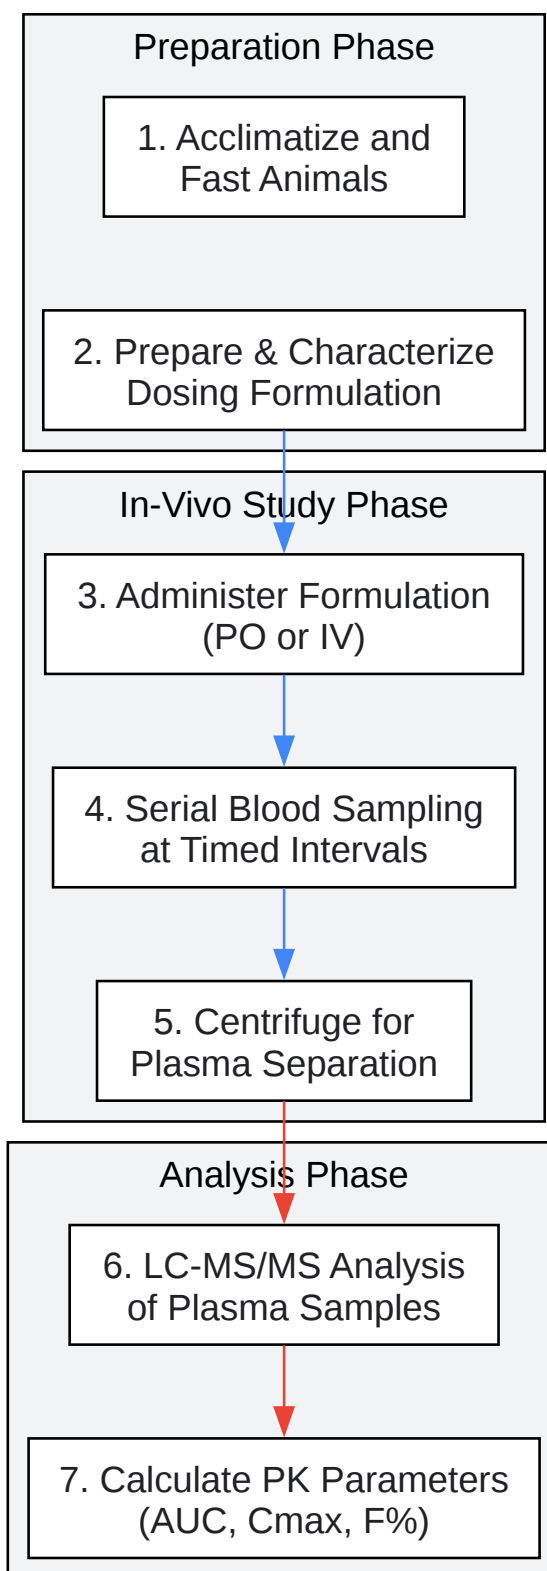 Preparation Phase
1. Acclimatize and
Fast Animals
2. Prepare & Characterize
Dosing Formulation
In-Vivo Study Phase
3. Administer Formulation
(PO or IV)
4. Serial Blood Sampling
at Timed Intervals
5. Centrifuge for
Plasma Separation
Analysis Phase
6. LC-MS/MS Analysis
of Plasma Samples
7. Calculate PK Parameters
(AUC, Cmax, F%)